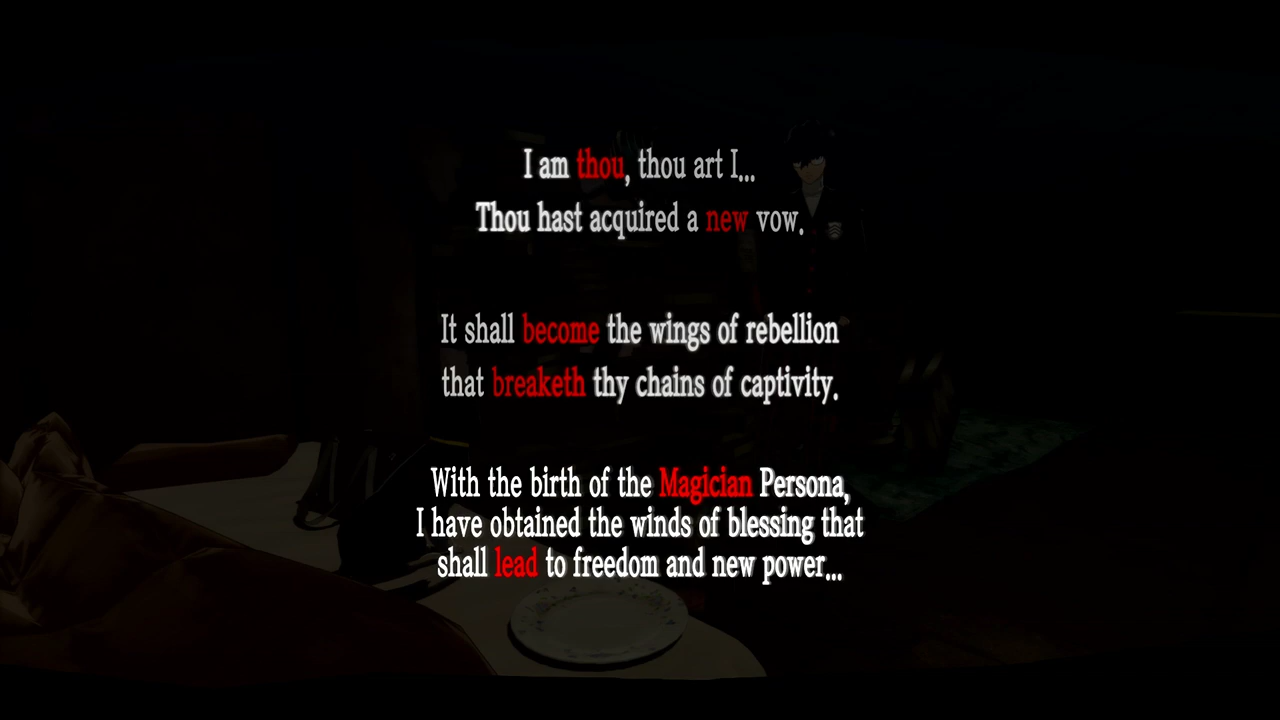 I am thou, thou art I...
Thou hast acquired a new vow.
It shall become the wings of rebellion
that breaketh thy chains of captivity.
With the birth of the Magician Persona,
I have obtained the winds of blessing that
shall lead to freedom and new power...